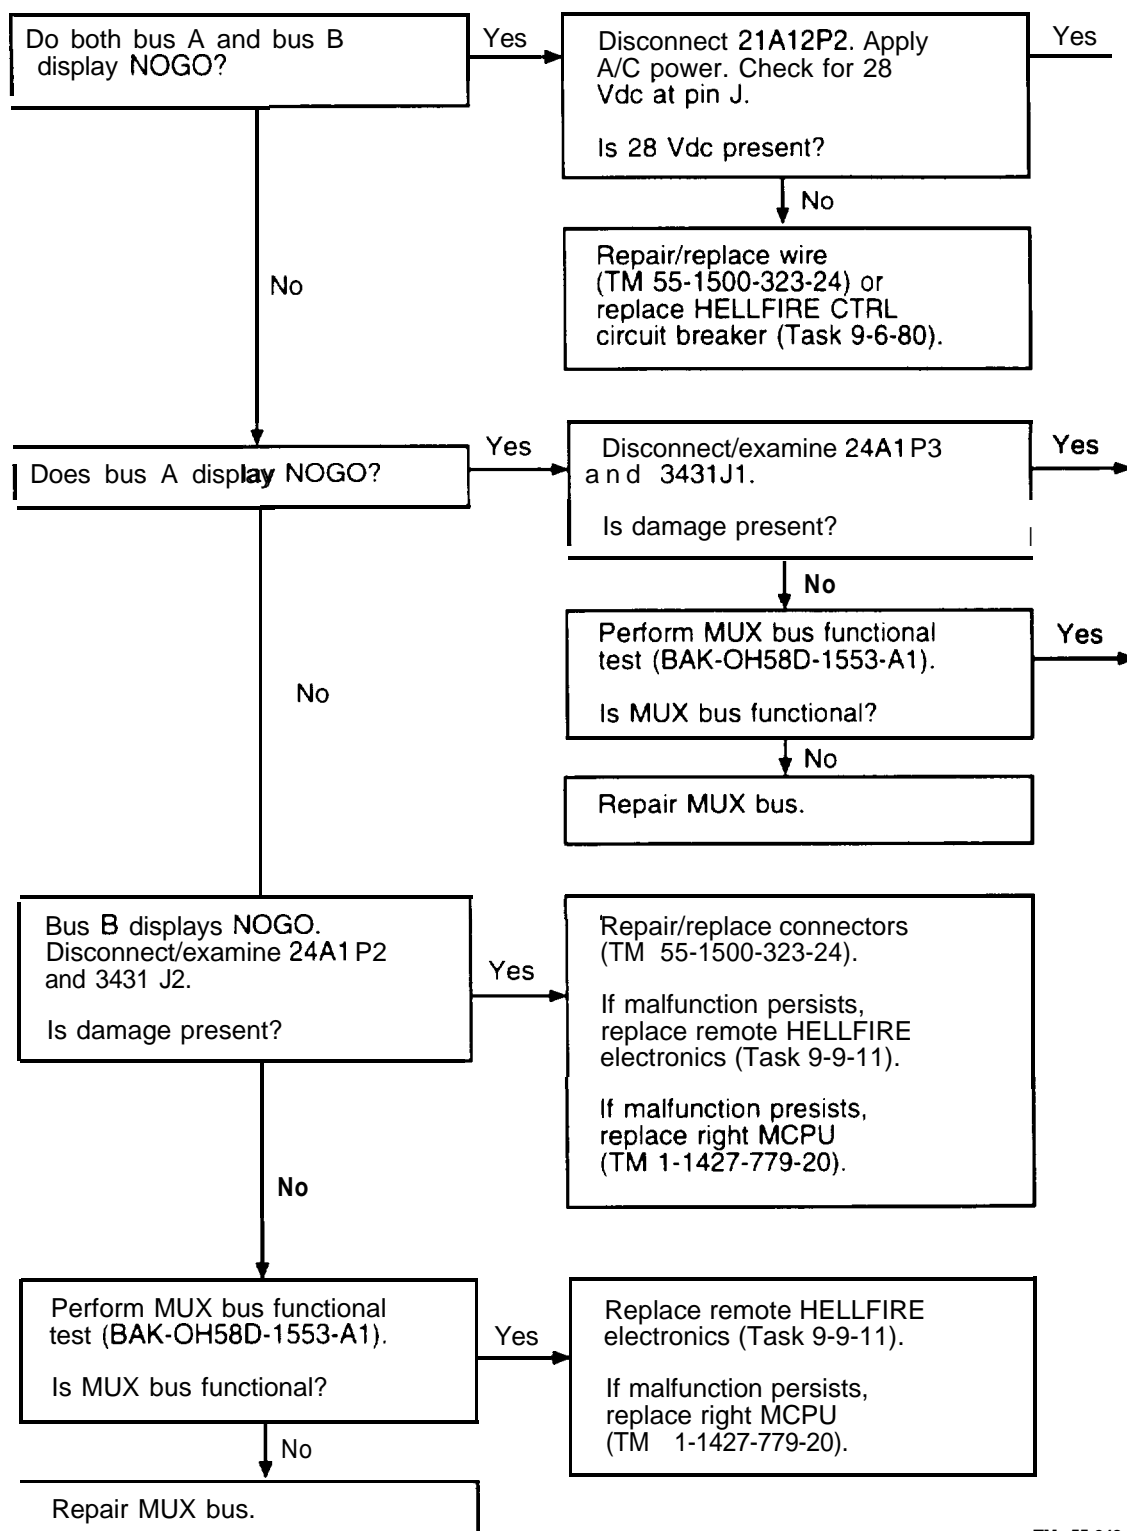 Do both bus A and bus B
display NOGO?
Yes
Disconnect 21A12P2. Apply
A/C power. Check for 28
Vdc at pin J.
Is 28 Vdc present?
Yes
No
Repair/replace wire
(TM 55-1500-323-24) or
replace HELLFIRE CTRL
circuit breaker (Task 9-6-80).
No
Does bus A display NOGO?
Yes
Disconnect/examine 24A1P3
and 3431J1.
Is damage present?
Yes
No
Perform MUX bus functional
test (BAK-OH58D-1553-A1).
Is MUX bus functional?
Yes
No
Repair MUX bus.
No
Bus B displays NOGO.
Disconnect/examine 24A1P2
and 3431 J2.
Is damage present?
Yes
Repair/replace connectors
(TM 55-1500-323-24).
If malfunction persists,
replace remote HELLFIRE
electronics (Task 9-9-11).
If malfunction presists,
replace right MCPU
(TM 1-1427-779-20).
No
Perform MUX bus functional
test (BAK-OH58D-1553-A1).
Is MUX bus functional?
Yes
Replace remote HELLFIRE
electronics (Task 9-9-11).
If malfunction persists,
replace right MCPU
(TM 1-1427-779-20).
No
Repair MUX bus.